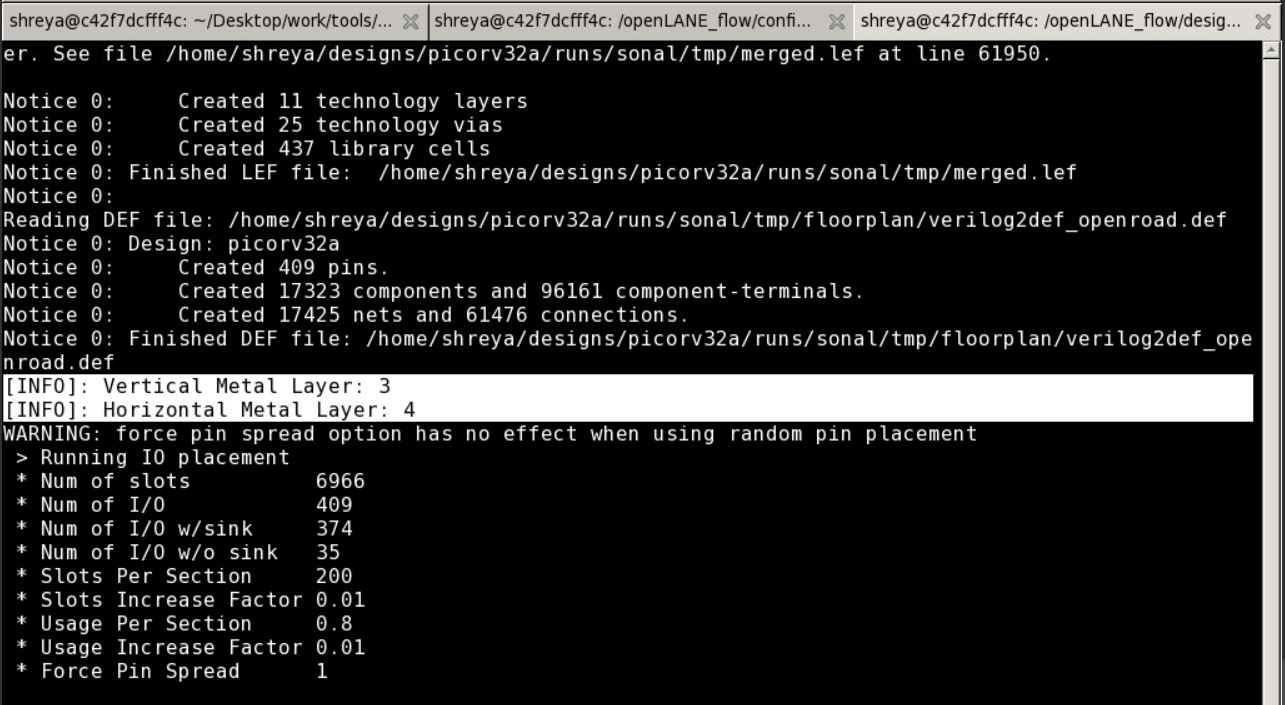 shreya@c42f7dcfff4c: ~/Desktop/work/tools/... shreya@c42f7dcfff4c: /openLANE_flow/confi... shreya@c42f7dcfff4c: /openLANE_flow/desig...
er. See file /home/shreya/designs/picorv32a/runs/sonal/tmp/merged.lef at line 61950.
Notice 0:     Created 11 technology layers
Notice 0:     Created 25 technology vias
Notice 0:     Created 437 library cells
Notice 0: Finished LEF file:  /home/shreya/designs/picorv32a/runs/sonal/tmp/merged.lef
Notice 0:
Reading DEF file: /home/shreya/designs/picorv32a/runs/sonal/tmp/floorplan/verilog2def_openroad.def
Notice 0: Design: picorv32a
Notice 0:     Created 409 pins.
Notice 0:     Created 17323 components and 96161 component-terminals.
Notice 0:     Created 17425 nets and 61476 connections.
Notice 0: Finished DEF file: /home/shreya/designs/picorv32a/runs/sonal/tmp/floorplan/verilog2def_ope
nroad.def
[INFO]: Vertical Metal Layer: 3
[INFO]: Horizontal Metal Layer: 4
WARNING: force pin spread option has no effect when using random pin placement
 > Running IO placement
 * Num of slots          6966
 * Num of I/O            409
 * Num of I/O w/sink     374
 * Num of I/O w/o sink   35
 * Slots Per Section     200
 * Slots Increase Factor 0.01
 * Usage Per Section     0.8
 * Usage Increase Factor 0.01
 * Force Pin Spread      1